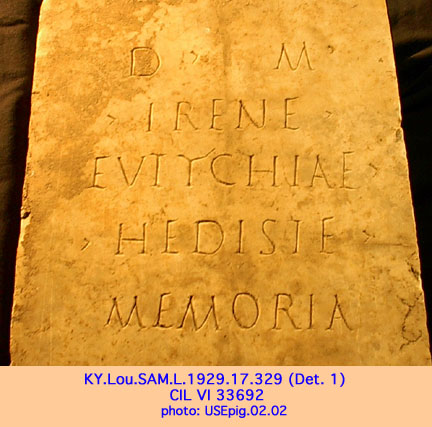 D › M ›
› IRENE ›
EVTYCHIAE ›
› HEDISTE ›
MEMORIA
KY.Lou.SAM.L.1929.17.329 (Det. 1)
CIL VI 33692
photo: USEpig.02.02